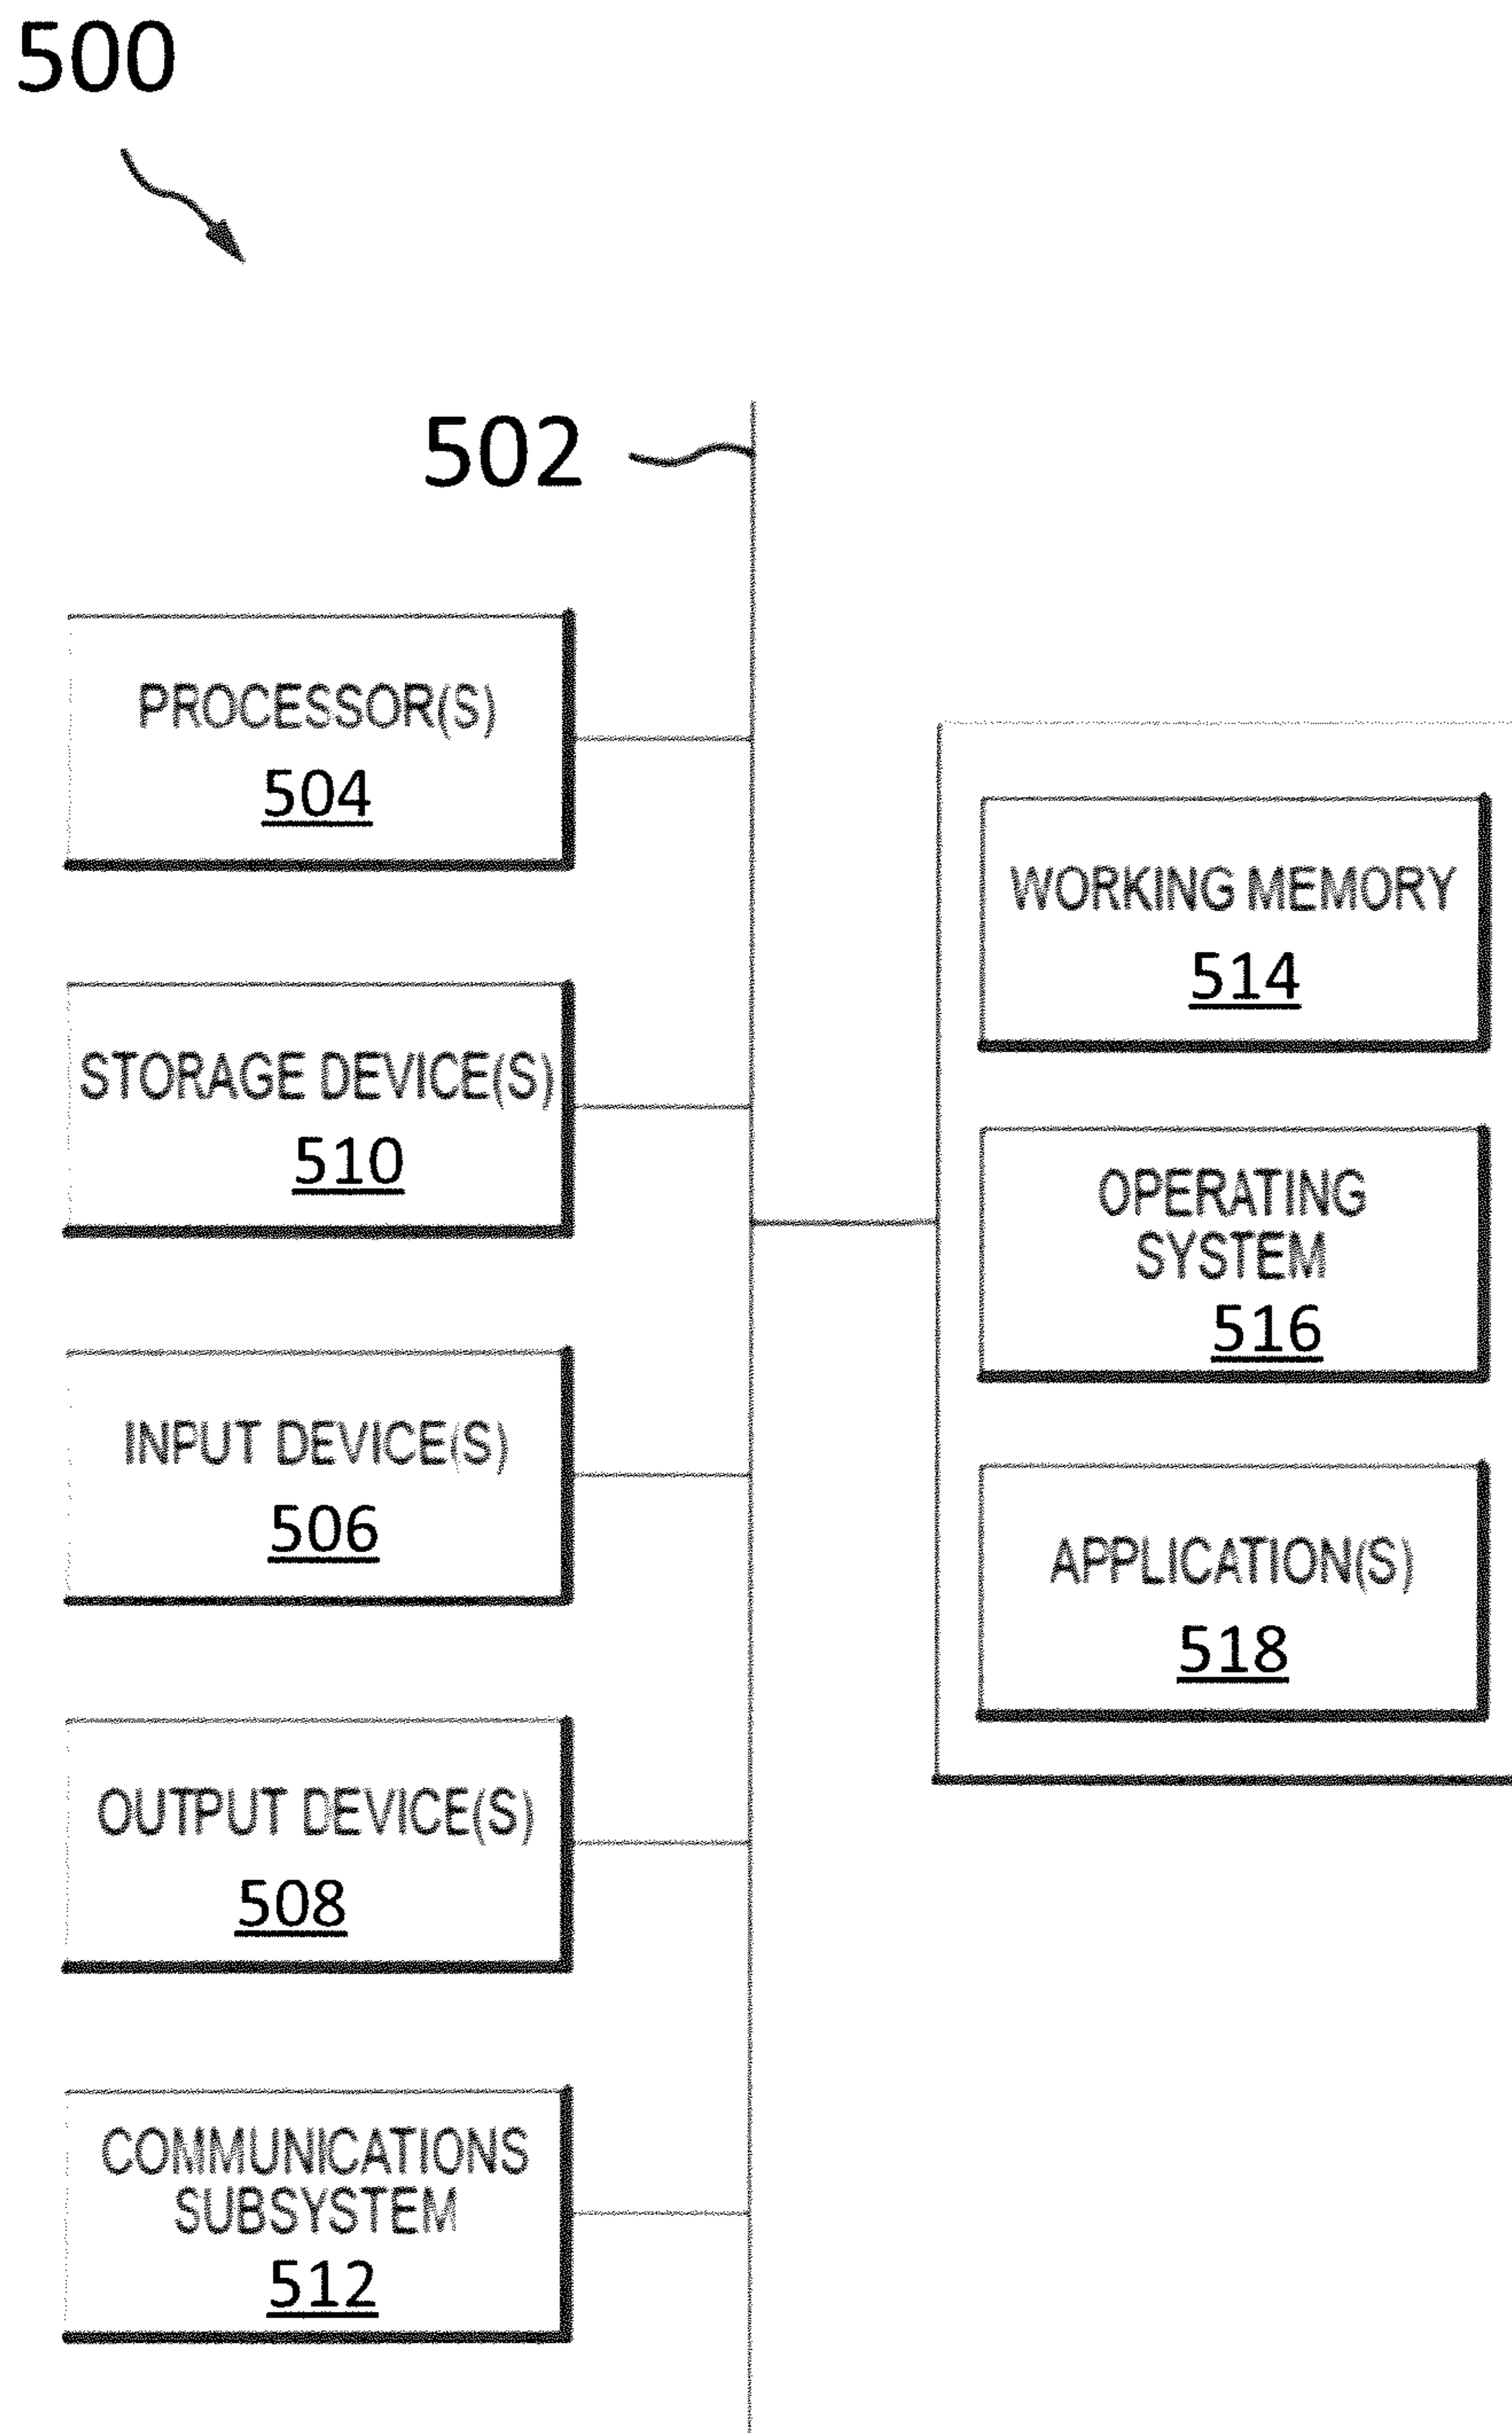 500
502
PROCESSOR(S)
504
STORAGE DEVICE(S)
510
INPUT DEVICE(S)
506
OUTPUT DEVICE(S)
508
COMMUNICATIONS
SUBSYSTEM
512
WORKING MEMORY
514
OPERATING
SYSTEM
516
APPLICATION(S)
518